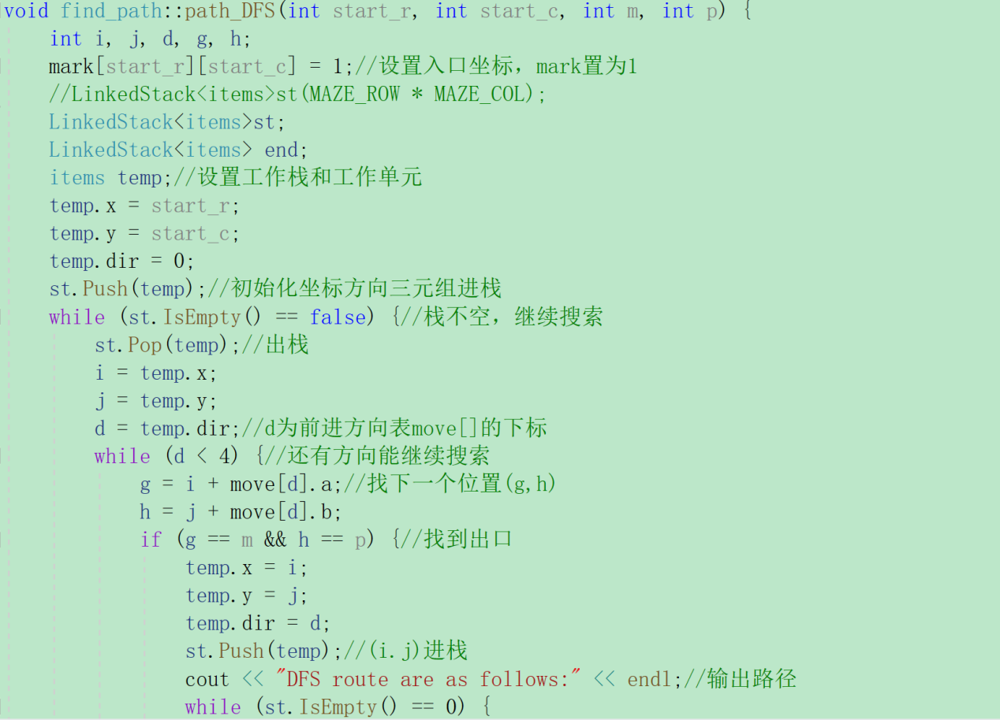 void find_path::path_DFS(int start_r, int start_c, int m, int p) {
    int i, j, d, g, h;
    mark[start_r][start_c] = 1;//设置入口坐标，mark置为1
    //LinkedStack<items>st(MAZE_ROW * MAZE_COL);
    LinkedStack<items>st;
    LinkedStack<items> end;
    items temp;//设置工作栈和工作单元
    temp.x = start_r;
    temp.y = start_c;
    temp.dir = 0;
    st.Push(temp);//初始化坐标方向三元组进栈
    while (st.IsEmpty() == false) {//栈不空，继续搜索
        st.Pop(temp);//出栈
        i = temp.x;
        j = temp.y;
        d = temp.dir;//d为前进方向表move[]的下标
        while (d < 4) {//还有方向能继续搜索
            g = i + move[d].a;//找下一个位置(g,h)
            h = j + move[d].b;
            if (g == m && h == p) {//找到出口
                temp.x = i;
                temp.y = j;
                temp.dir = d;
                st.Push(temp);//(i.j)进栈
                cout << "DFS route are as follows:" << endl;//输出路径
                while (st.IsEmpty() == 0) {